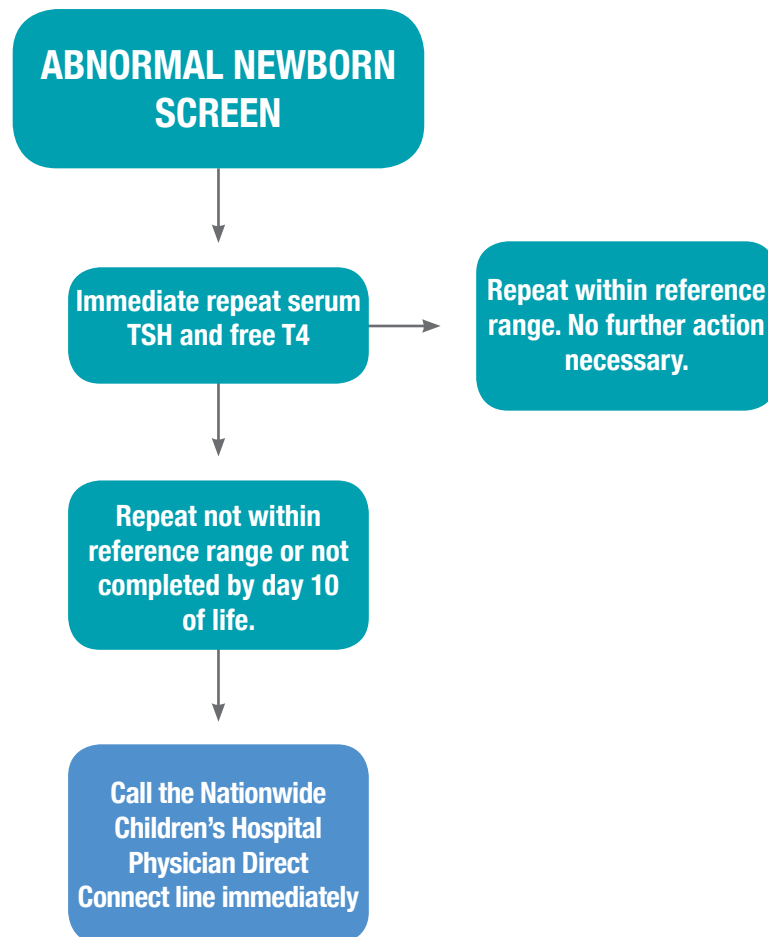 ABNORMAL NEWBORN
SCREEN
Immediate repeat serum
TSH and free T4
Repeat within reference
range. No further action
necessary.
Repeat not within
reference range or not
completed by day 10
of life.
Call the Nationwide
Children’s Hospital
Physician Direct
Connect line immediately